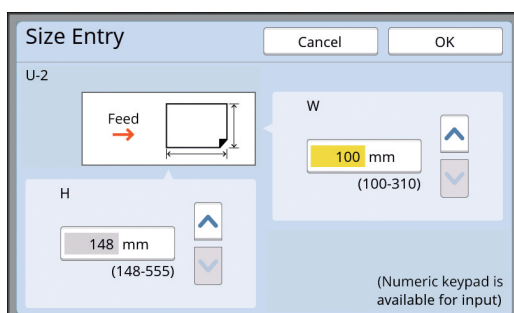 Size Entry
Cancel
OK
U-2
Feed
W
100 mm
(100-310)
H
148 mm
(148-555)
(Numeric keypad is
available for input)